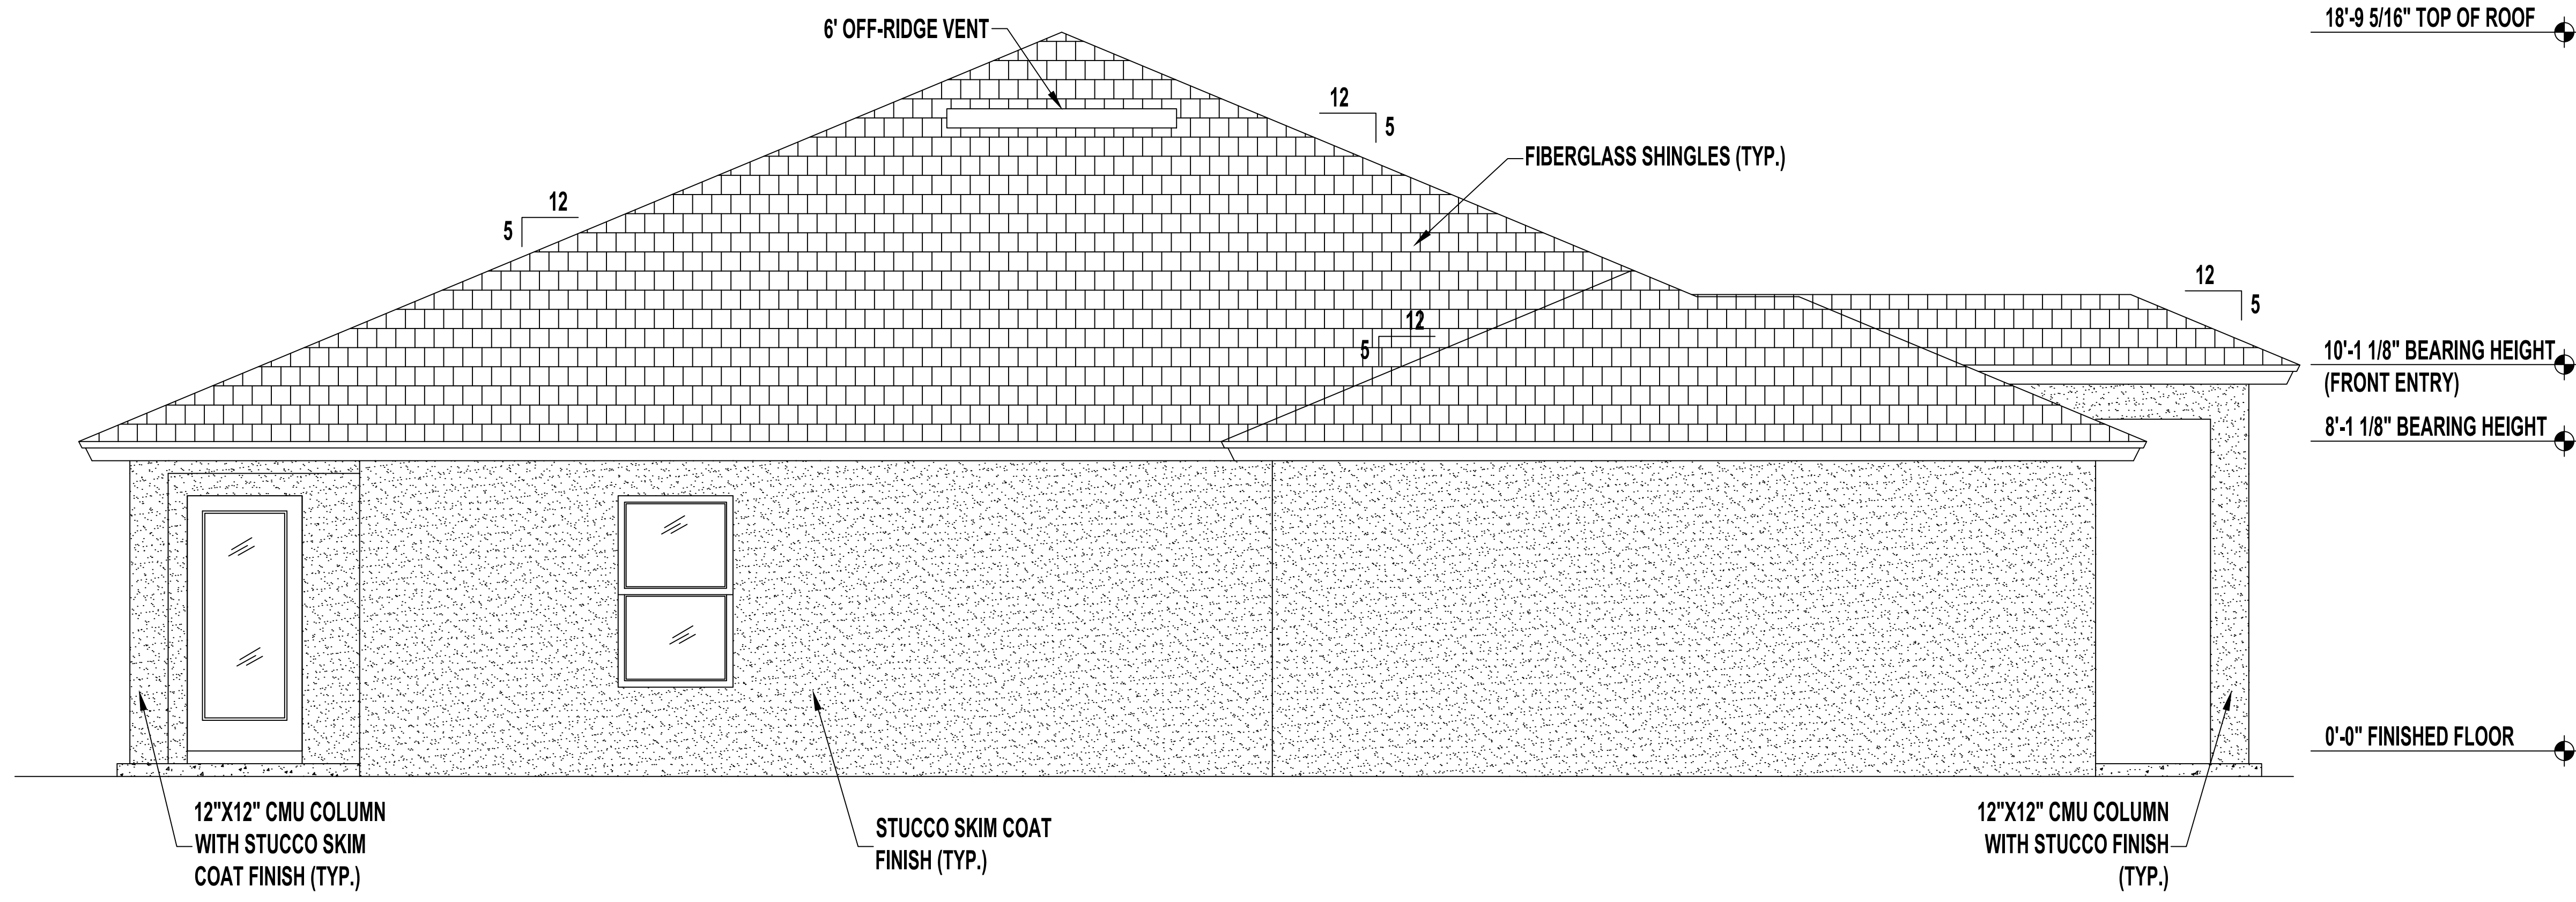 18'-9 5/16" TOP OF ROOF
6' OFF-RIDGE VENT
12
5
FIBERGLASS SHINGLES (TYP.)
12
5
12
5
12
5
10'-1 1/8" BEARING HEIGHT
(FRONT ENTRY)
8'-1 1/8" BEARING HEIGHT
0'-0" FINISHED FLOOR
12"X12" CMU COLUMN
WITH STUCCO SKIM
COAT FINISH (TYP.)
STUCCO SKIM COAT
FINISH (TYP.)
12"X12" CMU COLUMN
WITH STUCCO FINISH
(TYP.)